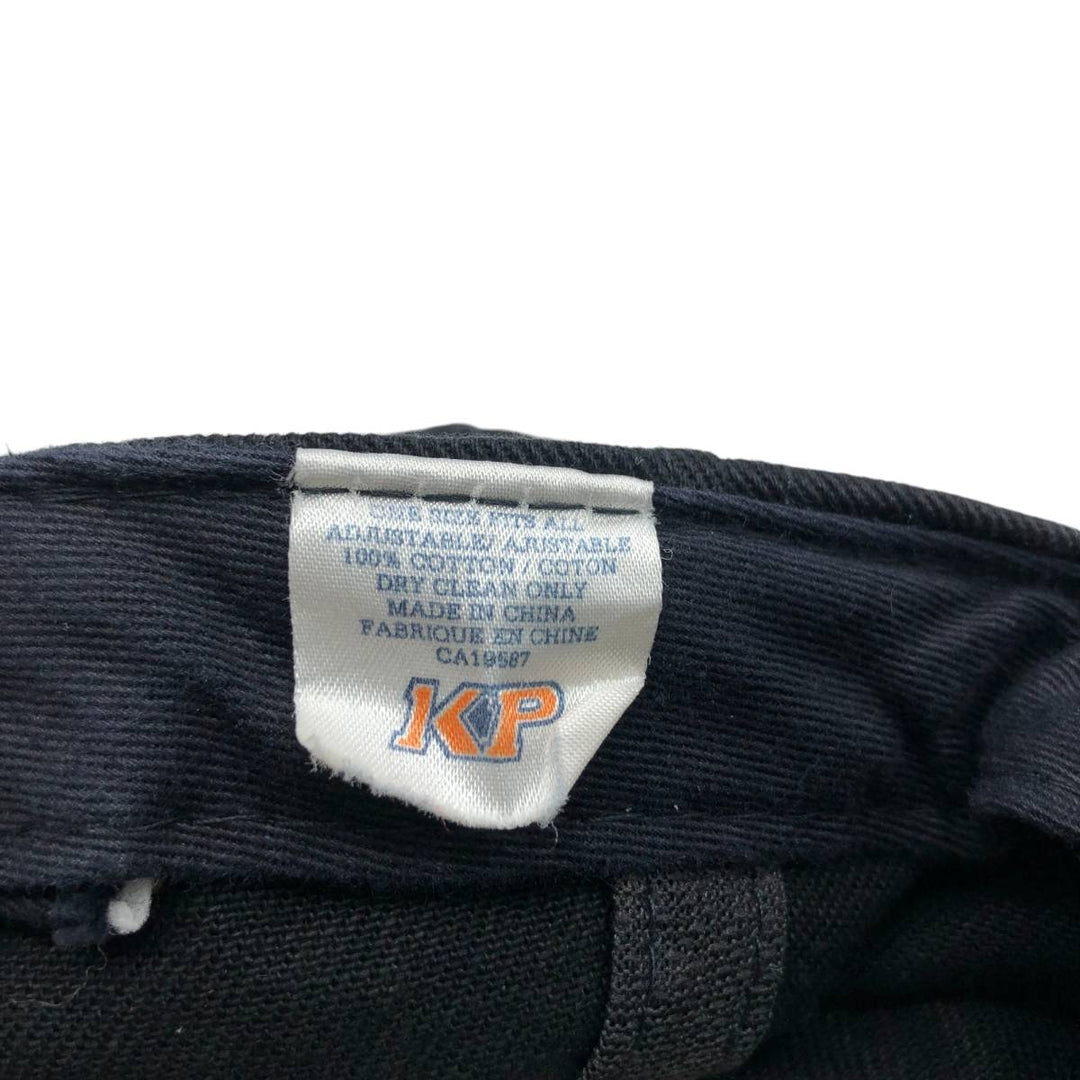 ONE SIZE FITS ALL
ADJUSTABLE/ ARISTABLE
100% COTTON / COTON
DRY CLEAN ONLY
MADE IN CHINA
FABRIQUE EN CHINE
CA19587
KP